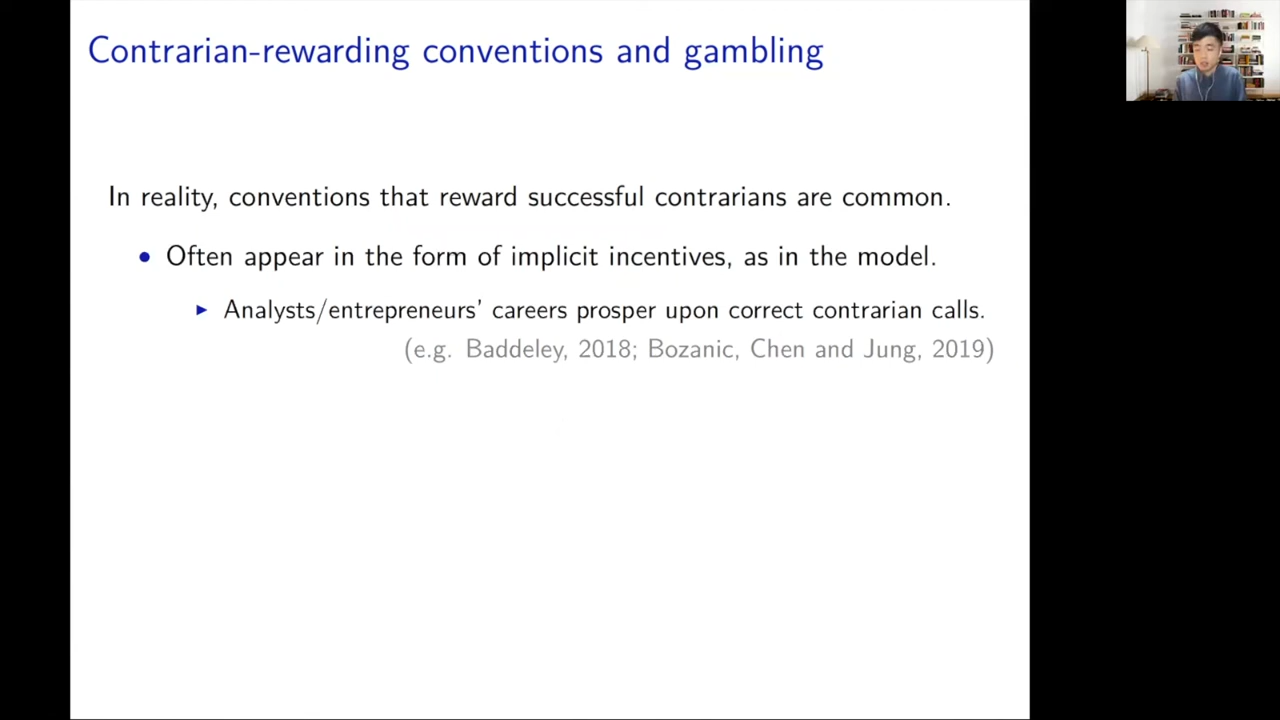 Contrarian-rewarding conventions and gambling
In reality, conventions that reward successful contrarians are common.
• Often appear in the form of implicit incentives, as in the model.
▶ Analysts/entrepreneurs’ careers prosper upon correct contrarian calls.
(e.g. Baddeley, 2018; Bozanic, Chen and Jung, 2019)